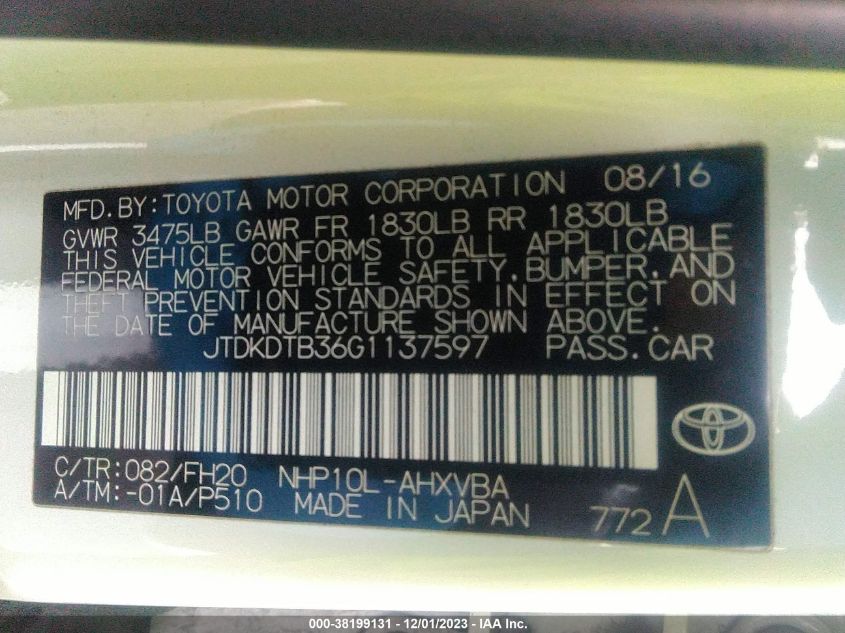 MFD.BY:TOYOTA MOTOR CORPORATION 08/16
GVWR 3475LB GAWR FR 1830LB RR 1830LB
THIS VEHICLE CONFORMS TO ALL APPLICABLE
FEDERAL MOTOR VEHICLE SAFETY,BUMPER,AND
THEFT PREVENTION STANDARDS IN EFFECT ON
THE DATE OF MANUFACTURE SHOWN ABOVE.
JTDKDTB36G1137597 PASS.CAR
C/TR:082/FH20 NHP10L-AHXVBA
A/TM:-01A/P510 MADE IN JAPAN 772A
000-38199131 - 12/01/2023 - IAA, Inc.